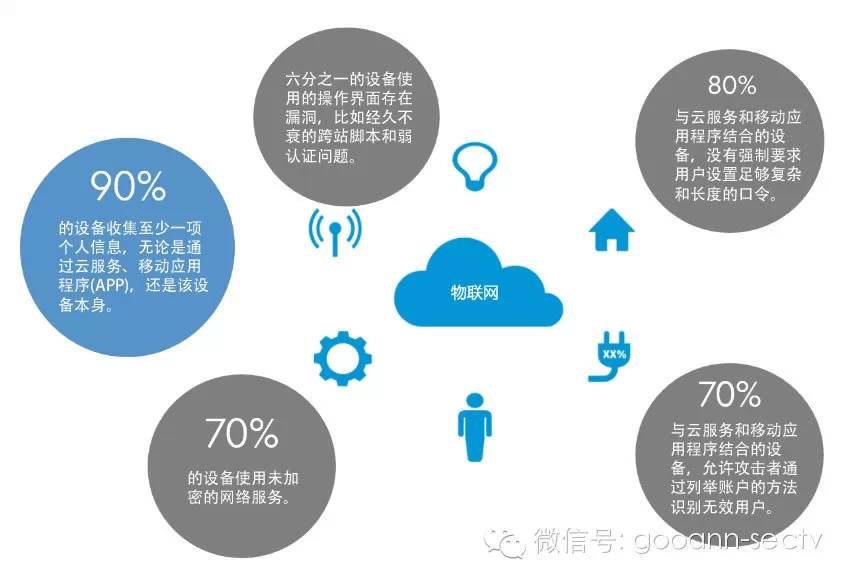 六分之一的设备使
用的操作界面存在
漏洞，比如经久不
衰的跨站脚本和弱
认证问题。
80%
与云服务和移动应
用程序结合的设
备，没有强制要求
用户设置足够复杂
和长度的口令。
90%
的设备收集至少一项
个人信息，无论是通
过云服务、移动应用
程序(APP)，还是该设
备本身。
物联网
XX%
70%
的设备使用未加
密的网络服务。
70%
与云服务和移动应
用程序结合的设
备，允许攻击者通
过列举账户的方法
识别无效用户。
微信号: gooann-sectv